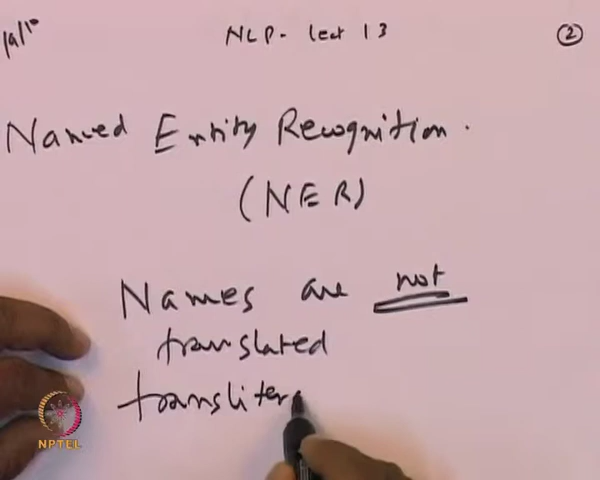 NLP- lect 13
2
Named Entity Recognition.
(NER)
Names are not
translated
translitera
NPTEL